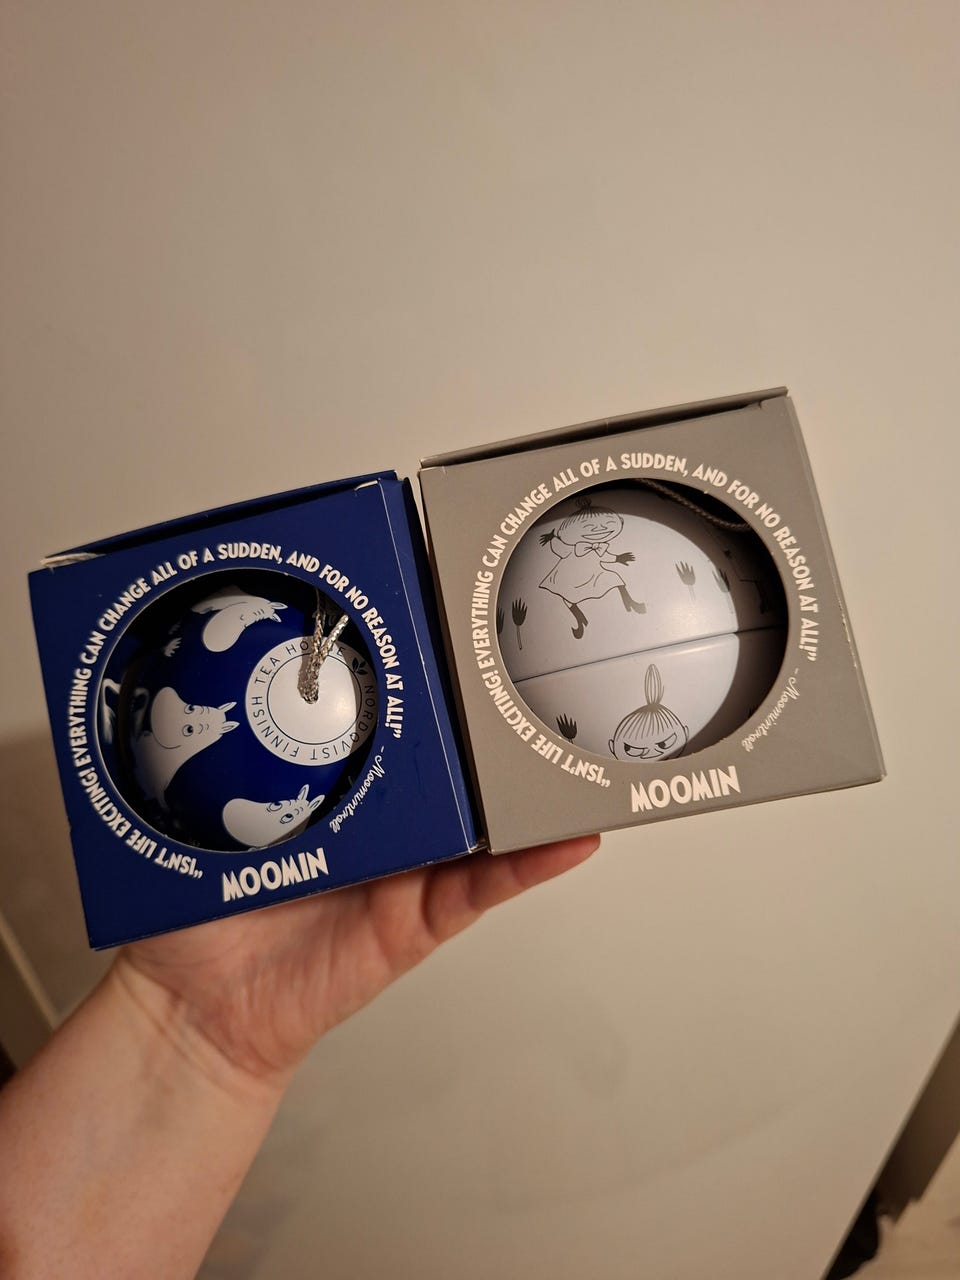 "ISN'T LIFE EXCITING! EVERYTHING CAN CHANGE ALL OF A SUDDEN, AND FOR NO REASON AT ALL!" - Moomintroll
NORDQVIST FINNISH TEA HOUSE
MOOMIN
"ISN'T LIFE EXCITING! EVERYTHING CAN CHANGE ALL OF A SUDDEN, AND FOR NO REASON AT ALL!" - Moomintroll
MOOMIN